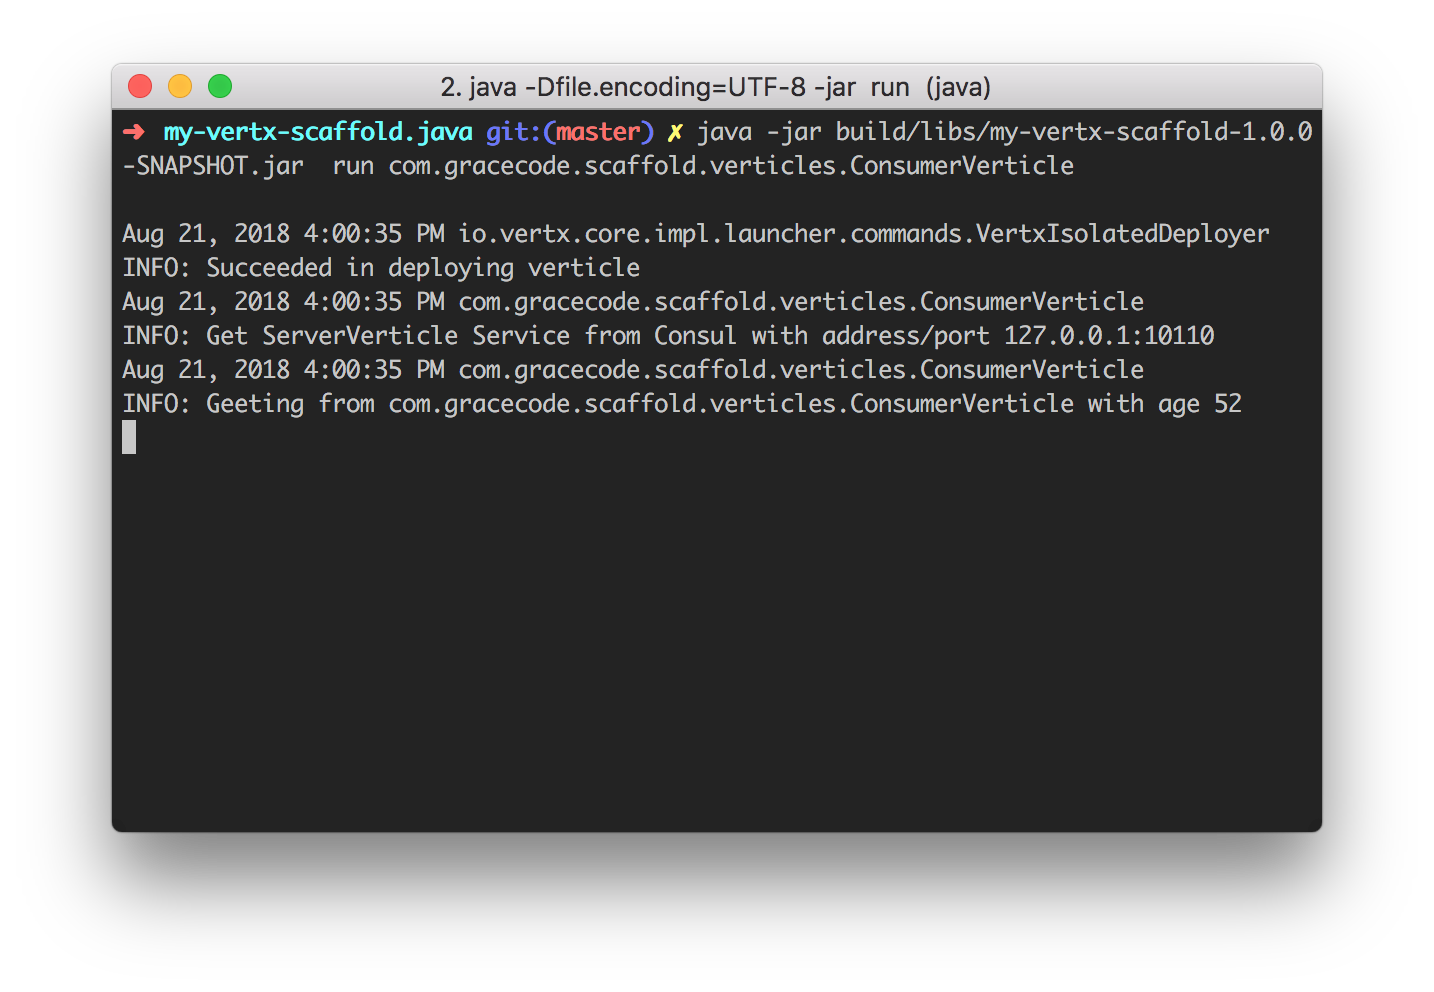 2. java -Dfile.encoding=UTF-8 -jar  run  (java)
➜  my-vertx-scaffold.java git:(master) ✗ java -jar build/libs/my-vertx-scaffold-1.0.0
-SNAPSHOT.jar  run com.gracecode.scaffold.verticles.ConsumerVerticle
Aug 21, 2018 4:00:35 PM io.vertx.core.impl.launcher.commands.VertxIsolatedDeployer
INFO: Succeeded in deploying verticle
Aug 21, 2018 4:00:35 PM com.gracecode.scaffold.verticles.ConsumerVerticle
INFO: Get ServerVerticle Service from Consul with address/port 127.0.0.1:10110
Aug 21, 2018 4:00:35 PM com.gracecode.scaffold.verticles.ConsumerVerticle
INFO: Geeting from com.gracecode.scaffold.verticles.ConsumerVerticle with age 52